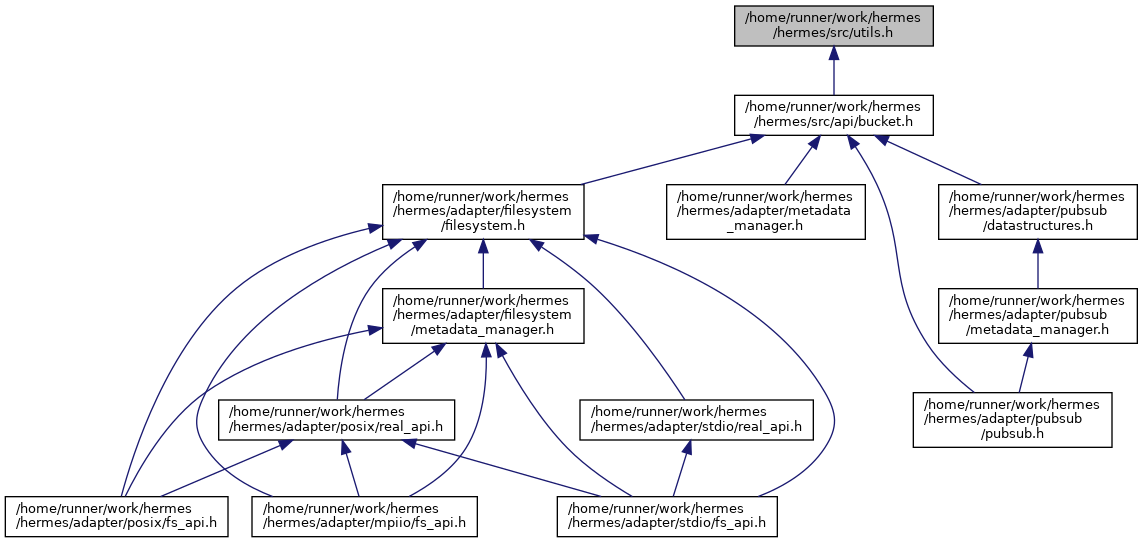 /home/runner/work/hermes
/hermes/src/utils.h
/home/runner/work/hermes
/hermes/src/api/bucket.h
/home/runner/work/hermes
/hermes/adapter/filesystem
/filesystem.h
/home/runner/work/hermes
/hermes/adapter/metadata
_manager.h
/home/runner/work/hermes
/hermes/adapter/pubsub
/datastructures.h
/home/runner/work/hermes
/hermes/adapter/filesystem
/metadata_manager.h
/home/runner/work/hermes
/hermes/adapter/pubsub
/metadata_manager.h
/home/runner/work/hermes
/hermes/adapter/posix/real_api.h
/home/runner/work/hermes
/hermes/adapter/stdio/real_api.h
/home/runner/work/hermes
/hermes/adapter/pubsub
/pubsub.h
/home/runner/work/hermes
/hermes/adapter/posix/fs_api.h
/home/runner/work/hermes
/hermes/adapter/mpiio/fs_api.h
/home/runner/work/hermes
/hermes/adapter/stdio/fs_api.h